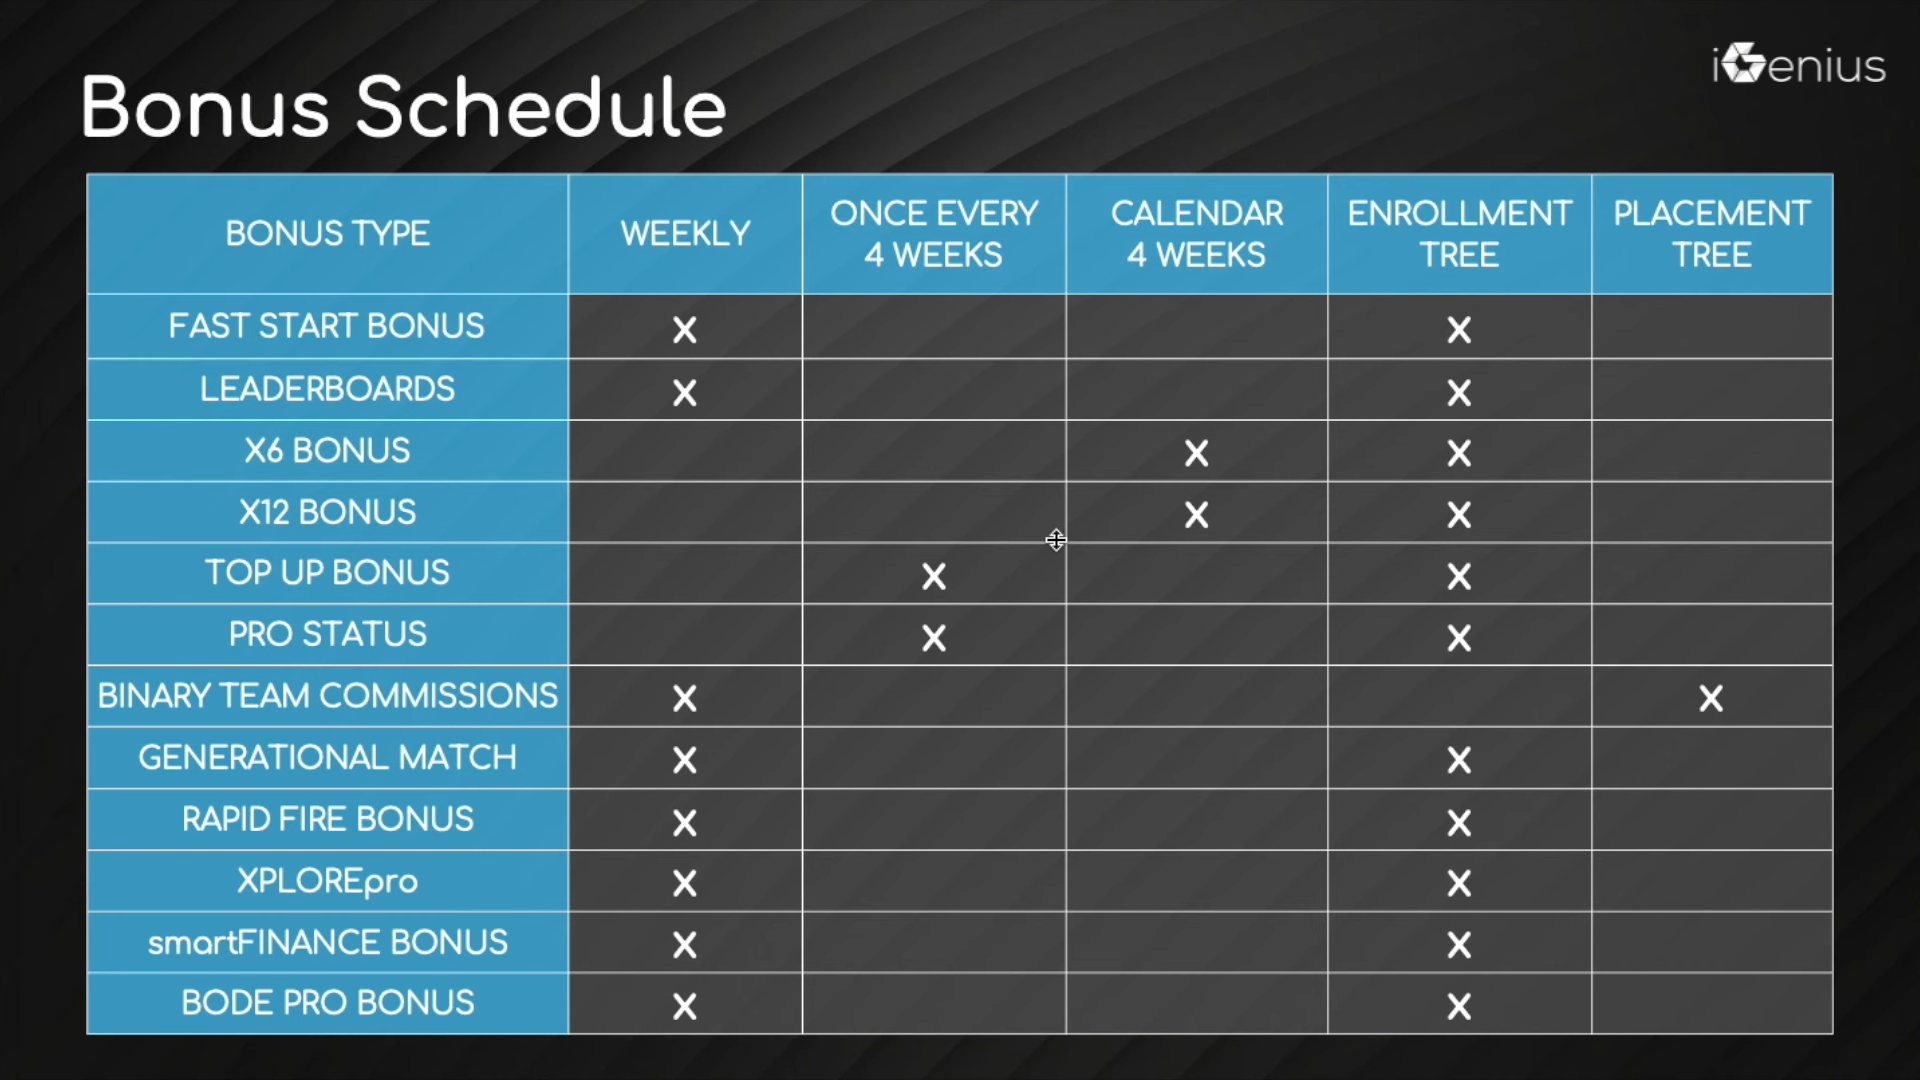 iGenius
Bonus Schedule
BONUS TYPE WEEKLY ONCE EVERY 4 WEEKS CALENDAR 4 WEEKS ENROLLMENT TREE PLACEMENT TREE
FAST START BONUS X X
LEADERBOARDS X X
X6 BONUS X X
X12 BONUS X X
TOP UP BONUS X X
PRO STATUS X X
BINARY TEAM COMMISSIONS X X
GENERATIONAL MATCH X X
RAPID FIRE BONUS X X
XPLOREpro X X
smartFINANCE BONUS X X
BODE PRO BONUS X X